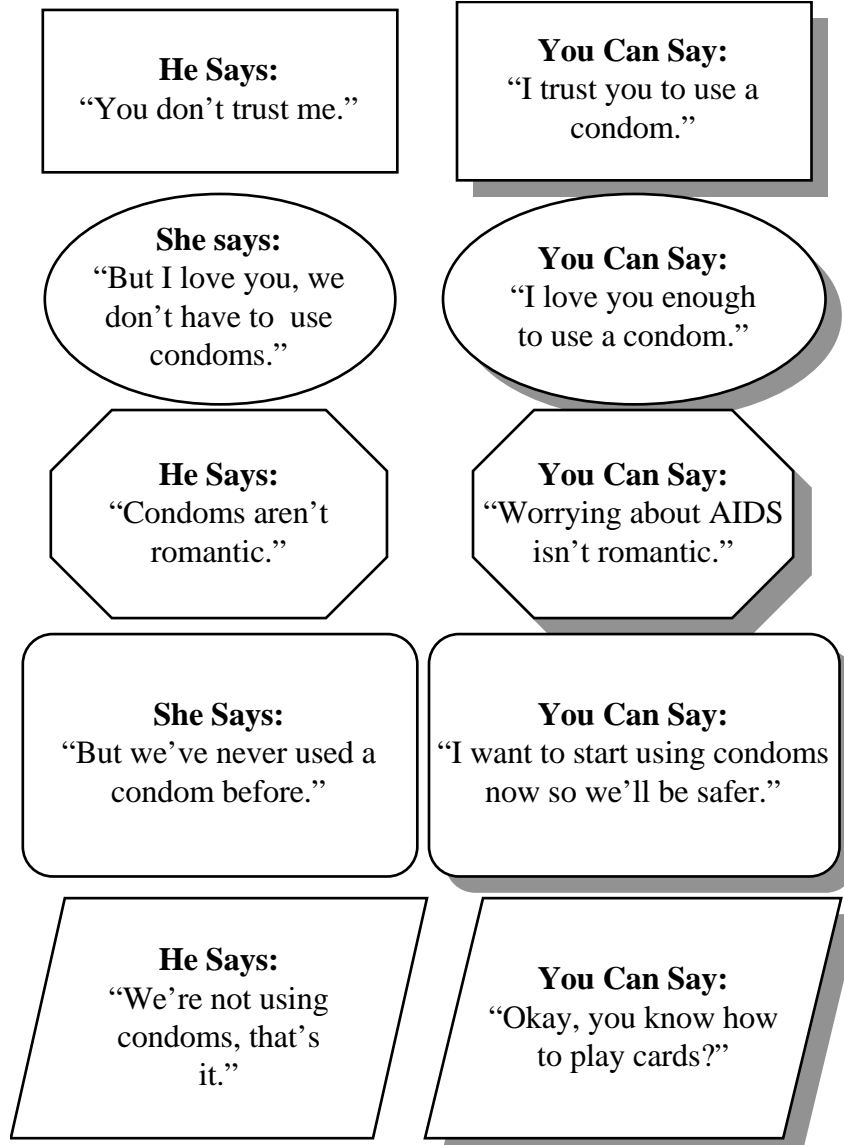 He Says:
“You don’t trust me.”
You Can Say:
“I trust you to use a
condom.”
She says:
“But I love you, we
don’t have to  use
condoms.”
You Can Say:
“I love you enough
to use a condom.”
He Says:
“Condoms aren’t
romantic.”
You Can Say:
“Worrying about AIDS
isn’t romantic.”
She Says:
“But we’ve never used a
condom before.”
You Can Say:
“I want to start using condoms
now so we’ll be safer.”
He Says:
“We’re not using
condoms, that’s
it.”
You Can Say:
“Okay, you know how
to play cards?”